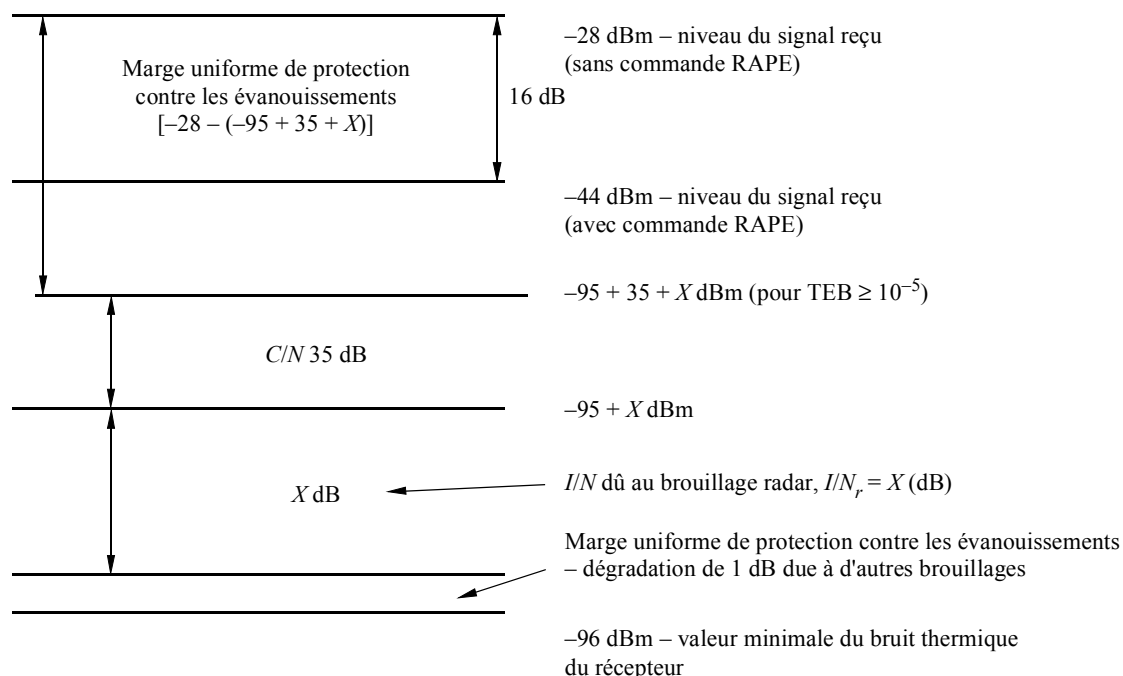 –28 dBm – niveau du signal reçu
(sans commande RAPE)
Marge uniforme de protection
contre les évanouissements
[–28 – (–95 + 35 + X)]
16 dB
–44 dBm – niveau du signal reçu
(avec commande RAPE)
–95 + 35 + X dBm (pour TEB ≥ 10–5)
C/N 35 dB
–95 + X dBm
X dB
I/N dû au brouillage radar, I/Nr = X (dB)
Marge uniforme de protection contre les évanouissements
– dégradation de 1 dB due à d'autres brouillages
–96 dBm – valeur minimale du bruit thermique
du récepteur